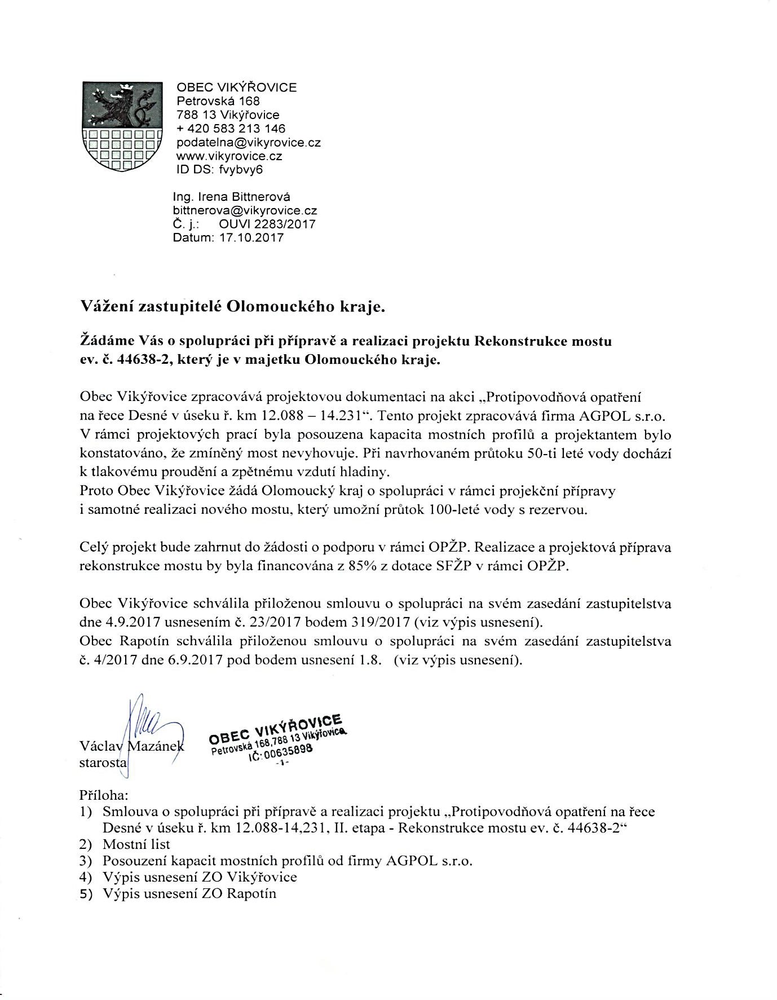 OBEC VIKÝŘOVICE
Petrovská 168
788 13 Vikýřovice
+ 420 583 213 146
podatelna@vikyrovice.cz
www.vikyrovice.cz
ID DS: fvybvy6
Ing. Irena Bittnerová
bittnerova@vikyrovice.cz
Č. j.: OUVI 2283/2017
Datum: 17.10.2017
Vážení zastupitelé Olomouckého kraje.
Žádáme Vás o spolupráci při přípravě a realizaci projektu Rekonstrukce mostu
ev. č. 44638-2, který je v majetku Olomouckého kraje.
Obec Vikýřovice zpracovává projektovou dokumentaci na akci „Protipovodňová opatření
na řece Desné v úseku ř. km 12.088 – 14.231“. Tento projekt zpracovává firma AGPOL s.r.o.
V rámci projektových prací byla posouzena kapacita mostních profilů a projektantem bylo
konstatováno, že zmíněný most nevyhovuje. Při navrhovaném průtoku 50-ti leté vody dochází
k tlakovému proudění a zpětnému vzdutí hladiny.
Proto Obec Vikýřovice žádá Olomoucký kraj o spolupráci v rámci projekční přípravy
i samotné realizaci nového mostu, který umožní průtok 100-leté vody s rezervou.
Celý projekt bude zahrnut do žádosti o podporu v rámci OPŽP. Realizace a projektová příprava
rekonstrukce mostu by byla financována z 85% z dotace SFŽP v rámci OPŽP.
Obec Vikýřovice schválila přiloženou smlouvu o spolupráci na svém zasedání zastupitelstva
dne 4.9.2017 usnesením č. 23/2017 bodem 319/2017 (viz výpis usnesení).
Obec Rapotín schválila přiloženou smlouvu o spolupráci na svém zasedání zastupitelstva
č. 4/2017 dne 6.9.2017 pod bodem usnesení 1.8. (viz výpis usnesení).
Václav Mazánek
starosta
OBEC VIKÝŘOVICE
Petrovská 168,788 13 Vikýřovice
IČ:00635898
-1-
Příloha:
1) Smlouva o spolupráci při přípravě a realizaci projektu „Protipovodňová opatření na řece
Desné v úseku ř. km 12.088-14,231, II. etapa - Rekonstrukce mostu ev. č. 44638-2“
2) Mostní list
3) Posouzení kapacit mostních profilů od firmy AGPOL s.r.o.
4) Výpis usnesení ZO Vikýřovice
5) Výpis usnesení ZO Rapotín